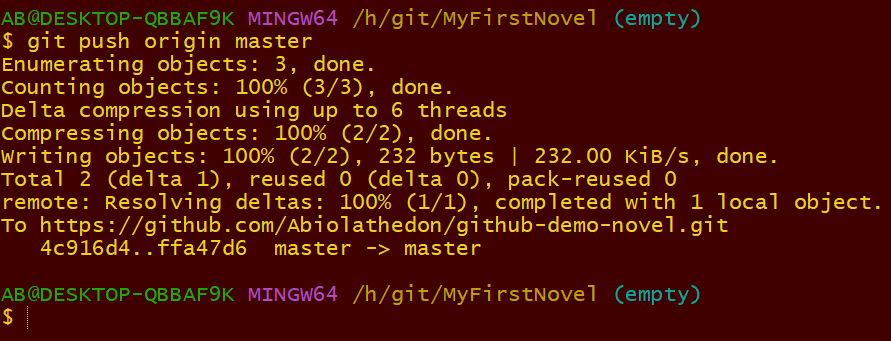 AB@DESKTOP-QBBAF9K MINGW64 /h/git/MyFirstNovel (empty)
$ git push origin master
Enumerating objects: 3, done.
Counting objects: 100% (3/3), done.
Delta compression using up to 6 threads
Compressing objects: 100% (2/2), done.
Writing objects: 100% (2/2), 232 bytes | 232.00 KiB/s, done.
Total 2 (delta 1), reused 0 (delta 0), pack-reused 0
remote: Resolving deltas: 100% (1/1), completed with 1 local object.
To https://github.com/Abiolathedon/github-demo-novel.git
   4c916d4..ffa47d6  master -> master

AB@DESKTOP-QBBAF9K MINGW64 /h/git/MyFirstNovel (empty)
$